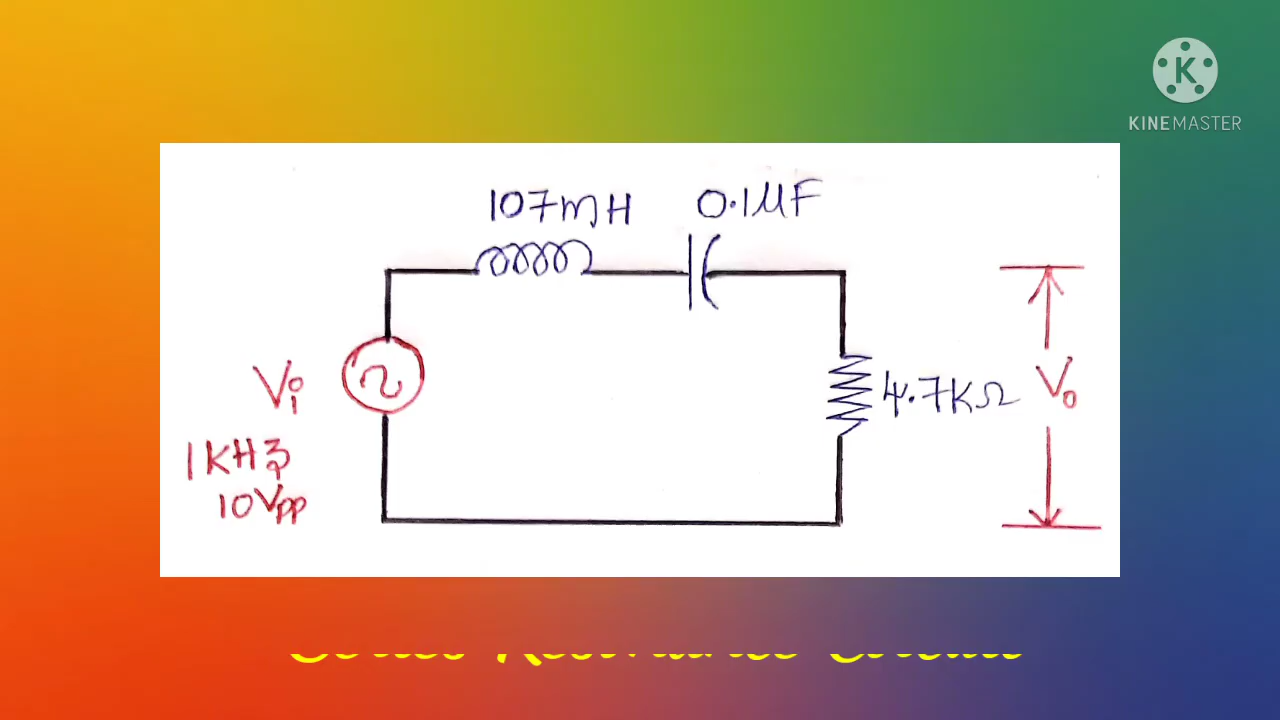 KINEMASTER
107mH
0.1µF
Vi
1KHz
10Vpp
4.7KΩ
Vo